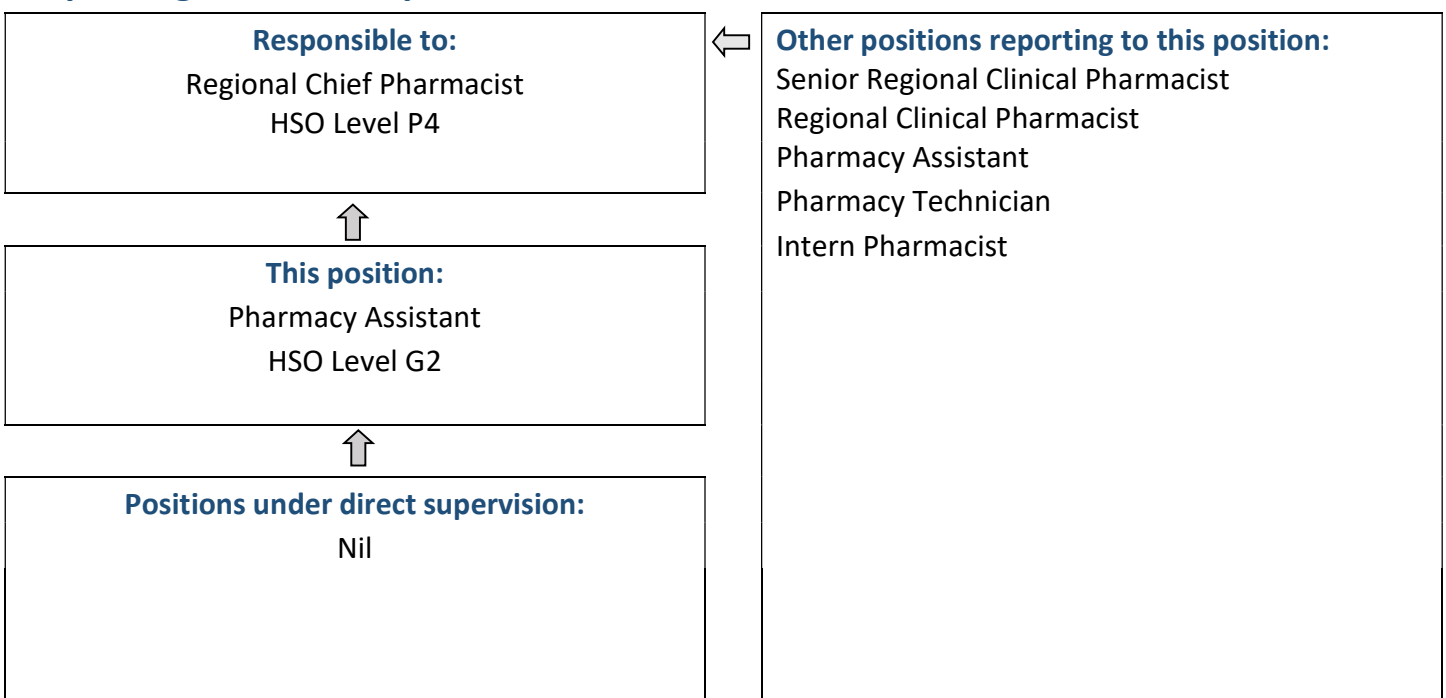 Responsible to:
Regional Chief Pharmacist
HSO Level P4
This position:
Pharmacy Assistant
HSO Level G2
Positions under direct supervision:
Nil
Other positions reporting to this position:
Senior Regional Clinical Pharmacist
Regional Clinical Pharmacist
Pharmacy Assistant
Pharmacy Technician
Intern Pharmacist